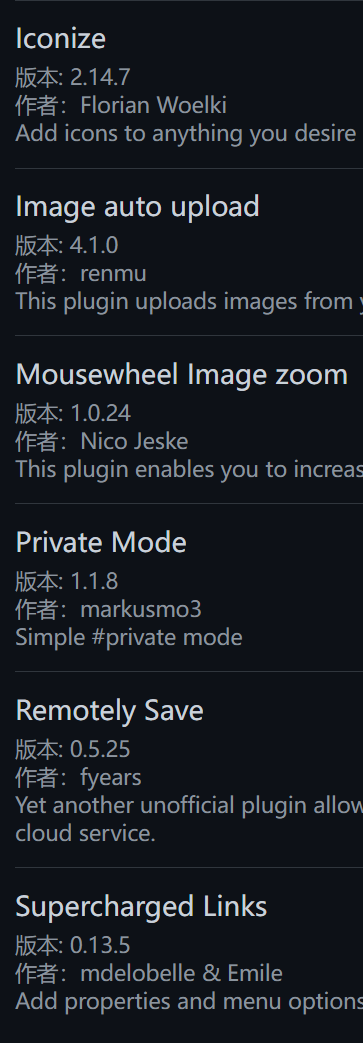 Iconize
版本: 2.14.7
作者：Florian Woelki
Add icons to anything you desire
Image auto upload
版本: 4.1.0
作者：renmu
This plugin uploads images from
Mousewheel Image zoom
版本: 1.0.24
作者：Nico Jeske
This plugin enables you to increas
Private Mode
版本: 1.1.8
作者：markusmo3
Simple #private mode
Remotely Save
版本: 0.5.25
作者：fyears
Yet another unofficial plugin allow
cloud service.
Supercharged Links
版本: 0.13.5
作者：mdelobelle & Emile
Add properties and menu options